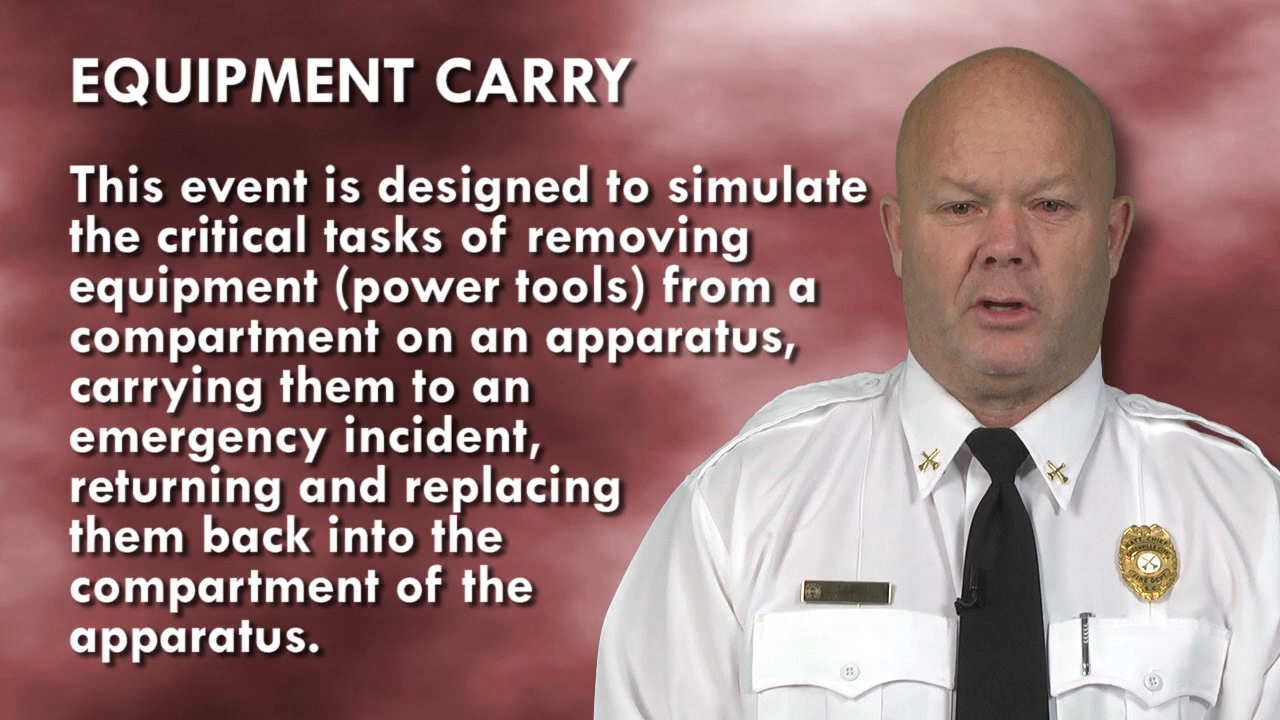 EQUIPMENT CARRY
This event is designed to simulate
the critical tasks of removing
equipment (power tools) from a
compartment on an apparatus,
carrying them to an
emergency incident,
returning and replacing
them back into the
compartment of the
apparatus.